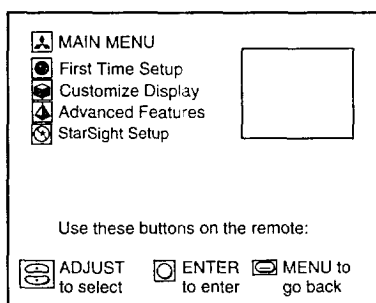 MAIN MENU
First Time Setup
Customize Display
Advanced Features
StarSight Setup
Use these buttons on the remote:
ADJUST to select
ENTER to enter
MENU to go back